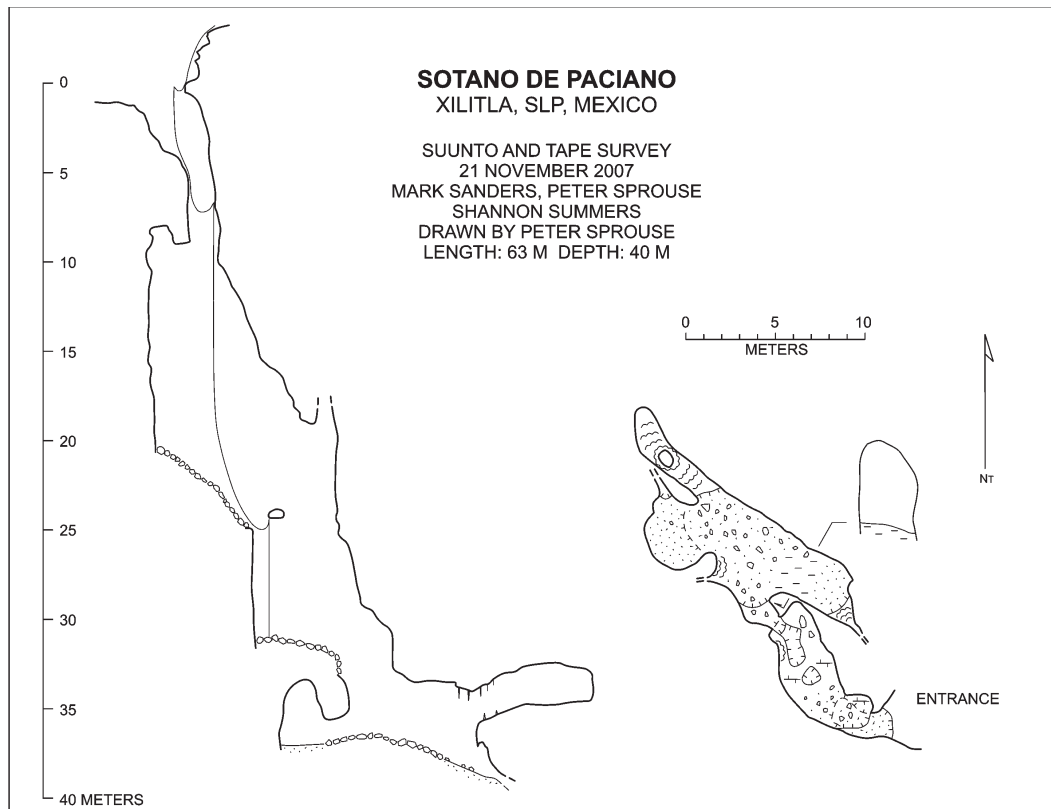 SOTANO DE PACIANO
XILITLA, SLP, MEXICO
SUUNTO AND TAPE SURVEY
21 NOVEMBER 2007
MARK SANDERS, PETER SPROUSE
SHANNON SUMMERS
DRAWN BY PETER SPROUSE
LENGTH: 63 M DEPTH: 40 M
0
5
10
15
20
25
30
35
40 METERS
0 5 10
METERS
NT
ENTRANCE